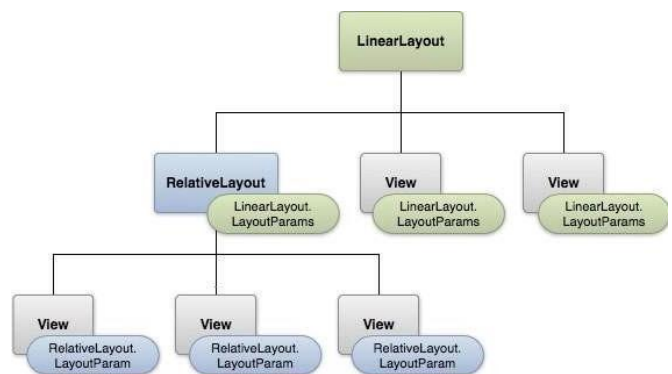 LinearLayout
RelativeLayout
LinearLayout.
LayoutParams
View
LinearLayout.
LayoutParams
View
LinearLayout.
LayoutParams
View
RelativeLayout.
LayoutParam
View
RelativeLayout.
LayoutParam
View
RelativeLayout.
LayoutParam